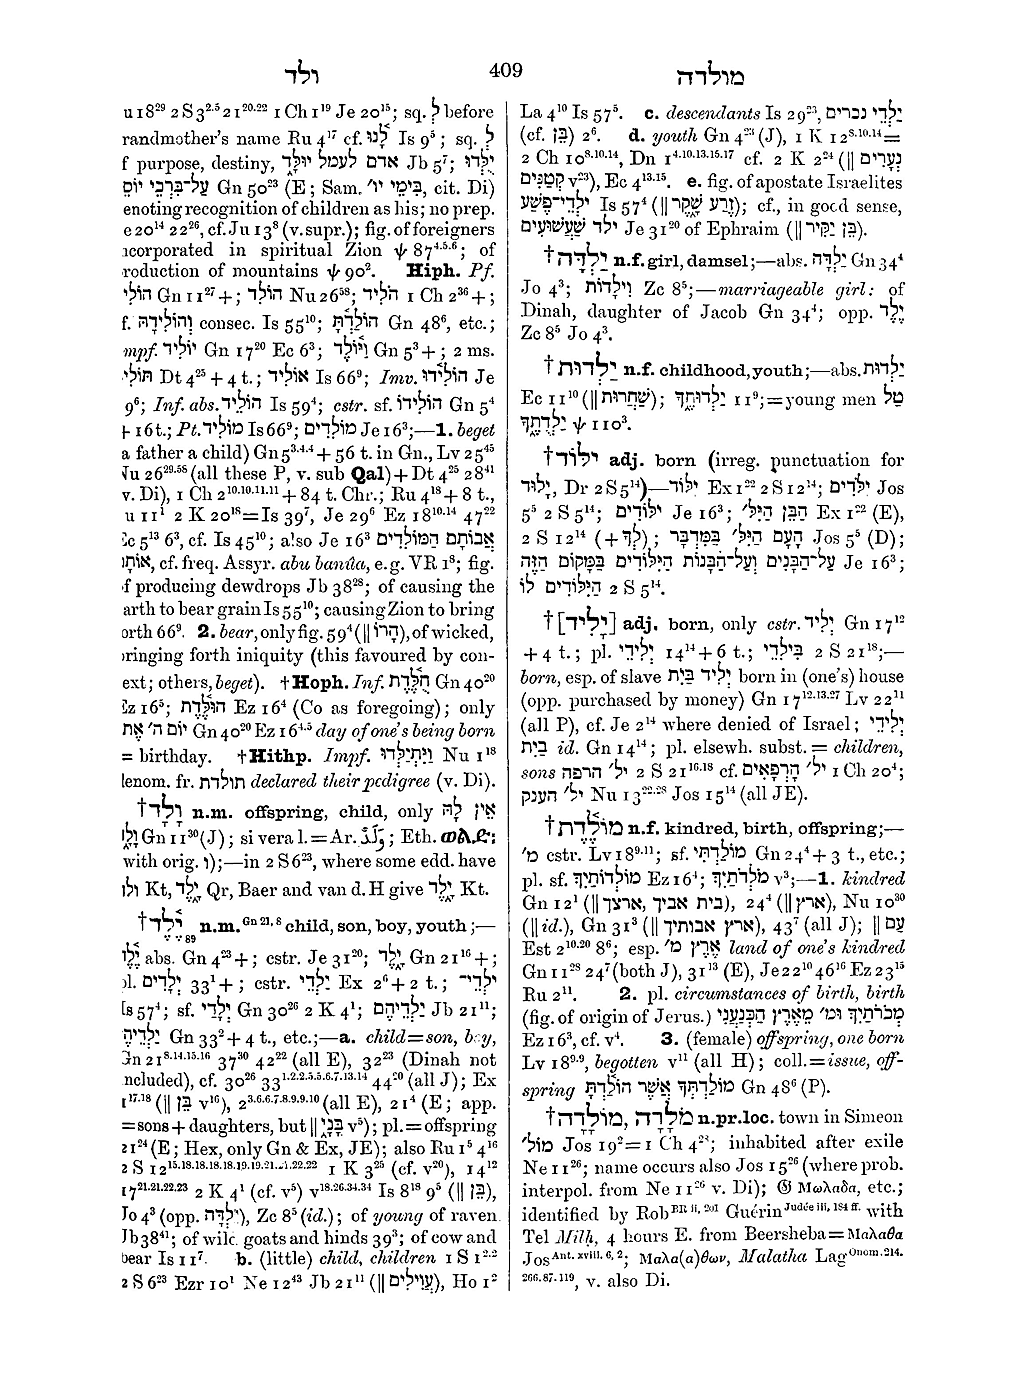 ולד 409 מולדה
u 18²⁹ 2 S 3²·⁵ 21²⁰·²² 1 Ch 1¹⁹ Je 20¹⁵; sq. לְ before
randmother's name Ru 4¹⁷ cf. לָ֫נוּ Is 9⁵; sq. לְ
f purpose, destiny, אדם לעמל יוּלָּד Jb 5⁷; יֻלְּדוּ
עַל־בִּרְכֵּי יוֹסֵ Gn 50²³ (E; Sam. בִּימֵי יו׳, cit. Di)
enoting recognition of children as his; no prep.
e 20¹⁴ 22²⁶, cf. Ju 13⁸ (v. supr.); fig. of foreigners
ncorporated in spiritual Zion ψ 87⁴·⁵·⁶; of
roduction of mountains ψ 90². Hiph. Pf.
הוֹלִי Gn 11²⁷ +; הוֹלִד Nu 26⁵⁸; הֹלִיד 1 Ch 2³⁶ +;
f. וְהוֹלִידָהּ consec. Is 55¹⁰; הוֹלַדְתָּ Gn 48⁶, etc.;
mpf. יוֹלִיד Gn 17²⁰ Ec 6³; וַיּ֫וֹלֶד Gn 5³ +; 2 ms.
תּוֹלִי Dt 4²⁵ + 4 t.; אוֹלִיד Is 66⁹; Imv. הוֹלִ֫ידוּ Je
9⁶; Inf. abs. הוֹלֵיד Is 59⁴; cstr. sf. הוֹלִידוֹ Gn 5⁴
+ 16 t.; Pt. מוֹלִיד Is 66⁹; מוֹלִדִים Je 16³;—1. beget
a father a child) Gn 5³·⁴·⁴ + 56 t. in Gn., Lv 25⁴⁵
Nu 26²⁹·⁵⁸ (all these P, v. sub Qal) + Dt 4²⁵ 28⁴¹
v. Di), 1 Ch 2¹⁰·¹⁰·¹¹·¹¹ + 84 t. Chr.; Ru 4¹⁸ + 8 t.,
u 11¹ 2 K 20¹⁸ = Is 39⁷, Je 29⁶ Ez 18¹⁰·¹⁴ 47²²
Ec 5¹³ 6³, cf. Is 45¹⁰; also Je 16³ אֲבוֹתָם הַמּוֹלִדִים
אוֹתָ, cf. freq. Assyr. abu banûa, e.g. VR 1⁸; fig.
f producing dewdrops Jb 38²⁸; of causing the
arth to bear grain Is 55¹⁰; causing Zion to bring
orth 66⁹. 2. bear, only fig. 59⁴ (|| הָרוֹ), of wicked,
ringing forth iniquity (this favoured by con-
ext; others, beget). †Hoph. Inf. הֻלֶּ֫דֶת Gn 40²⁰
Ez 16⁵; הוּלֶּ֫דֶת Ez 16⁴ (Co as foregoing); only
יוֹם ה׳ אֶת Gn 40²⁰ Ez 16⁴·⁵ day of one's being born
= birthday. †Hithp. Impf. וַיִּתְיַלְדוּ Nu 1¹⁸
denom. fr. תולדת declared their pedigree (v. Di).
†וָלָד n.m. offspring, child, only אֵין לָהּ
וָלָ Gn 11³⁰ (J); si vera l. = Ar. وَلَدٌ; Eth. ወልድ:
with orig. ו);—in 2 S 6²³, where some edd. have
ולד Kt, יָ֑לֶד Qr, Baer and van d. H give יָ֑לֶד Kt.
†יֶ֫לֶד 89 n.m. Gn 21, 8 child, son, boy, youth;—
יֶ֫לֶ abs. Gn 4²³ +; cstr. Je 31²⁰; יָ֑לֶד Gn 21¹⁶ +;
pl. יְלָדִים 33¹ +; cstr. יַלְדֵי Ex 2⁶ + 2 t.; יִלְדֵי־
Is 57⁴; sf. יְלָדַי Gn 30²⁶ 2 K 4¹; יַלְדֵיהֶם Jb 21¹¹;
יְלָדֶיהָ Gn 33² + 4 t., etc.;—a. child = son, boy,
Gn 21⁸·¹⁴·¹⁵·¹⁶ 37³⁰ 42²² (all E), 32²³ (Dinah not
ncluded), cf. 30²⁶ 33¹·²·²·⁵·⁵·⁶·⁷·¹³·¹⁴ 44²⁰ (all J); Ex
1¹⁷·¹⁸ (|| בֵּן v¹⁶), 2³·⁶·⁶·⁷·⁸·⁹·⁹·¹⁰ (all E), 21⁴ (E; app.
= sons + daughters, but || בָּנָי v⁵); pl. = offspring
21²⁴ (E; Hex, only Gn & Ex, JE); also Ru 1⁵ 4¹⁶
2 S 12¹⁵·¹⁸·¹⁸·¹⁸·¹⁸·¹⁹·¹⁹·²¹·²¹·²²·²² 1 K 3²⁵ (cf. v²⁰), 14¹²
17²¹·²¹·²²·²³ 2 K 4¹ (cf. v⁵) v¹⁸·²⁶·³⁴·³⁴ Is 8¹⁸ 9⁵ (|| בֵּן),
Jo 4³ (opp. יַלְדָּה), Zc 8⁵ (id.); of young of raven
Jb 38⁴¹; of wild goats and hinds 39³; of cow and
bear Is 11⁷. b. (little) child, children 1 S 1²·²
2 S 6²³ Ezr 10¹ Ne 12⁴³ Jb 21¹¹ (|| עֲוִילִים), Ho 1²
La 4¹⁰ Is 57⁵. c. descendants Is 29²³, יַלְדֵי נכרים
(cf. בֵּן) 2⁶. d. youth Gn 4²³ (J), 1 K 12⁸·¹⁰·¹⁴ =
2 Ch 10⁸·¹⁰·¹⁴, Dn 1⁴·¹⁰·¹³·¹⁵·¹⁷ cf. 2 K 2²⁴ (|| נְעָרִים
קְטַנִּים v²³), Ec 4¹³·¹⁵. e. fig. of apostate Israelites
יִלְדֵי־פֶשַׁע Is 57⁴ (|| זֶרַע שֶׁקֶר); cf., in good sense,
ילד שַׁעֲשׁוּעִים Je 31²⁰ of Ephraim (|| בֵּן יַקִּיר).
†יַלְדָּה n.f. girl, damsel;—abs. יַלְדָּה Gn 34⁴
Jo 4³; וִילָדוֹת Zc 8⁵;—marriageable girl: of
Dinah, daughter of Jacob Gn 34⁴; opp. יֶלֶד
Zc 8⁵ Jo 4³.
†יַלְדוּת n.f. childhood, youth;—abs. יַלְדוּת
Ec 11¹⁰ (|| שַׁחֲרוּת); יַלְדוּתֶךָ 11⁹; = young men טַל
יַלְדֻתֶךָ ψ 110³.
†יִלּוֹד adj. born (irreg. punctuation for
יִלּוּד, Dr 2 S 5¹⁴)—יִלּוֹד Ex 1²² 2 S 12¹⁴; יִלֹּדִים Jos
5⁵ 2 S 5¹⁴; יִלּוֹדִים Je 16³; הַבֵּן הַיִּל׳ Ex 1²² (E),
2 S 12¹⁴ (+ לְךָ); הָעָם הַיִּל׳ בַּמִּדְבָּר Jos 5⁵ (D);
עַל־הַבָּנִים וְעַל־הַבָּנוֹת הַיִּלּוֹדִים בַּמָּקוֹם הַזֶּה Je 16³;
הַיִּלּוֹדִים לוֹ 2 S 5¹⁴.
†[יָלִיד] adj. born, only cstr. יְלִיד Gn 17¹²
+ 4 t.; pl. יְלִידֵי 14¹⁴ + 6 t.; בִּילִדֵי 2 S 21¹⁸;—
born, esp. of slave יְלִיד בַּיִת born in (one's) house
(opp. purchased by money) Gn 17¹²·¹³·²⁷ Lv 22¹¹
(all P), cf. Je 2¹⁴ where denied of Israel; יְלִידֵי
בַּיִת id. Gn 14¹⁴; pl. elsewh. subst. = children,
sons יל׳ הרפה 2 S 21¹⁶·¹⁸ cf. יל׳ הָרְפָאִים 1 Ch 20⁴;
יל׳ הענק Nu 13²²·²⁸ Jos 15¹⁴ (all JE).
†מוֹלֶ֫דֶת n.f. kindred, birth, offspring;—
מ׳ cstr. Lv 18⁹·¹¹; sf. מוֹלַדְתִּי Gn 24⁴ + 3 t., etc.;
pl. sf. מוֹלְדוֹתַיִךְ Ez 16⁴; מֹלְדֹתַיִךְ v³;—1. kindred
Gn 12¹ (|| בית אביך, ארצך), 24⁴ (|| ארץ), Nu 10³⁰
(|| id.), Gn 31³ (|| ארץ אבותיך), 43⁷ (all J); || עַם
Est 2¹⁰·²⁰ 8⁶; esp. אֶרֶץ מ׳ land of one's kindred
Gn 11²⁸ 24⁷ (both J), 31¹³ (E), Je 22¹⁰ 46¹⁶ Ez 23¹⁵
Ru 2¹¹. 2. pl. circumstances of birth, birth
(fig. of origin of Jerus.) מְכֹרֹתַיִךְ וּמ׳ מֵאֶרֶץ הַכְּנַעֲנִי
Ez 16³, cf. v⁴. 3. (female) offspring, one born
Lv 18⁹·⁹, begotten v¹¹ (all H); coll. = issue, off-
spring מוֹלַדְתְּךָ אֲשֶׁר הוֹלַדְתָּ Gn 48⁶ (P).
†מוֹלָדָה, מֹלָדָה n.pr.loc. town in Simeon
מוֹל׳ Jos 19² = 1 Ch 4²⁸; inhabited after exile
Ne 11²⁶; name occurs also Jos 15²⁶ (where prob.
interpol. from Ne 11²⁶ v. Di); 𝔊 Μωλαδα, etc.;
identified by Rob BR ii, 201 Guérin Judée iii, 184 ff. with
Tel Milḥ, 4 hours E. from Beersheba = Μαλαθα
Jos Ant. xviii. 6, 2; Μαλα(α)θων, Malatha Lag Onom. 214.
266. 87. 119, v. also Di.